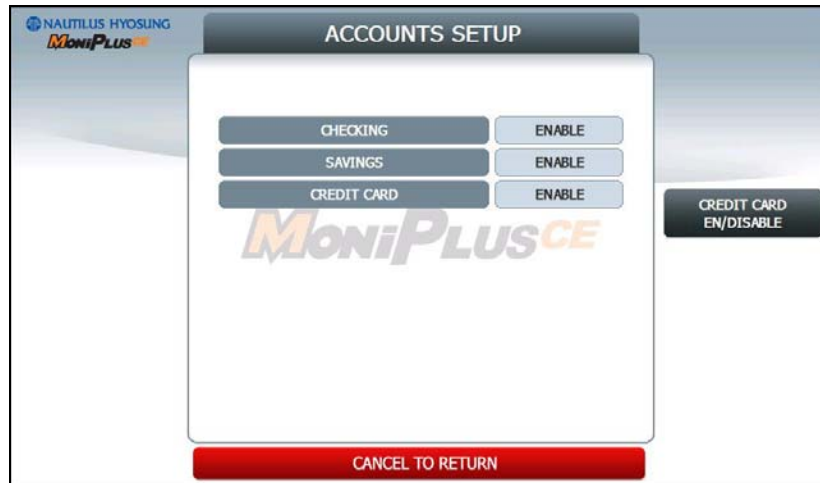 NAUTILUS HYOSUNG
MoniPlusCE
ACCOUNTS SETUP
CHECKING ENABLE
SAVINGS ENABLE
CREDIT CARD ENABLE
CREDIT CARD
EN/DISABLE
MoniPlusCE
CANCEL TO RETURN